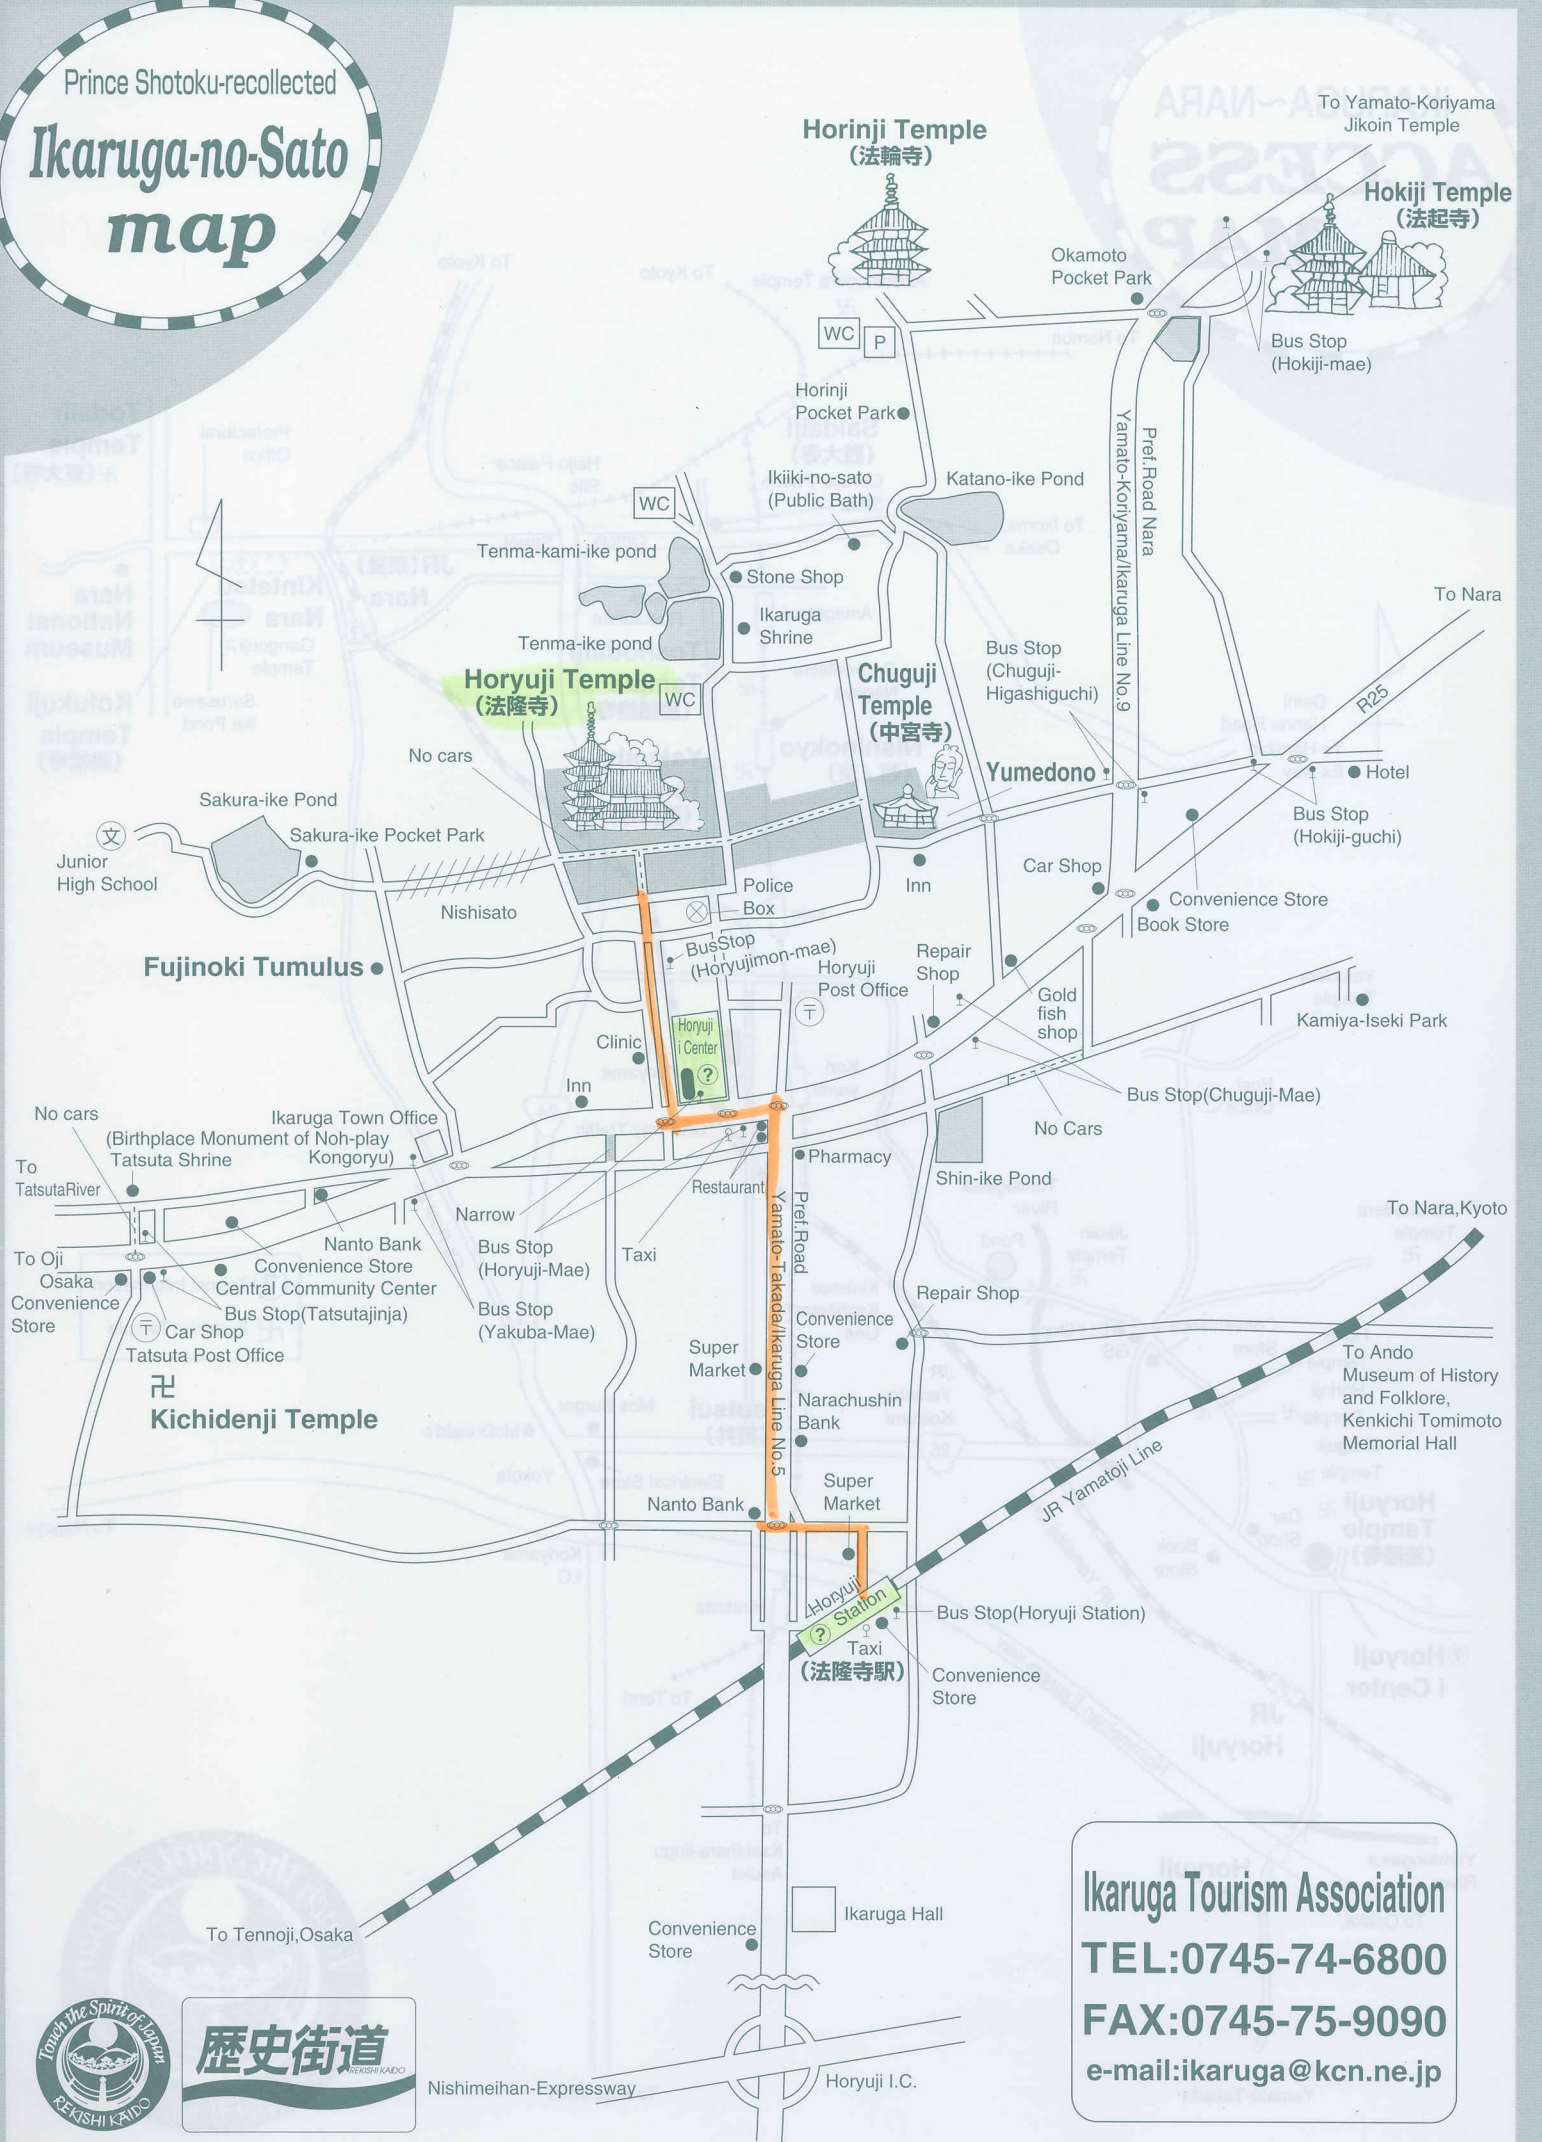 Prince Shotoku-recollected
Ikaruga-no-Sato
map
To Yamato-Koriyama
Jikoin Temple
Horinji Temple
(法輪寺)
Hokiji Temple
(法起寺)
Okamoto
Pocket Park
WC
P
Bus Stop
(Hokiji-mae)
Horinji
Pocket Park
Pref.Road Nara
Yamato-Koriyama/Ikaruga Line No.9
Ikiiki-no-sato
(Public Bath)
Katano-ike Pond
WC
Tenma-kami-ike pond
Stone Shop
Ikaruga
Shrine
Tenma-ike pond
To Nara
R25
Bus Stop
(Chuguji-
Higashiguchi)
Horyuji Temple
(法隆寺)
WC
Chuguji
Temple
(中宮寺)
No cars
Yumedono
Hotel
Sakura-ike Pond
Bus Stop
(Hokiji-guchi)
文
Junior
High School
Sakura-ike Pocket Park
Car Shop
Inn
Convenience Store
Book Store
Nishisato
Police
Box
BusStop
(Horyujimon-mae)
Fujinoki Tumulus
Horyuji
Post Office
〒
Repair
Shop
Gold
fish
shop
Kamiya-Iseki Park
Horyuji
i Center
?
Clinic
Inn
Bus Stop(Chuguji-Mae)
No Cars
No cars
Ikaruga Town Office
(Birthplace Monument of Noh-play
Kongoryu)
Tatsuta Shrine
To
TatsutaRiver
Pharmacy
Shin-ike Pond
Restaurant
Narrow
Taxi
Bus Stop
(Horyuji-Mae)
Bus Stop
(Yakuba-Mae)
Pref.Road
Yamato-Takada/Ikaruga Line No.5
To Nara,Kyoto
To Oji
Osaka
Convenience
Store
Nanto Bank
Convenience Store
Central Community Center
Bus Stop(Tatsutajinja)
〒
Car Shop
Tatsuta Post Office
卍
Kichidenji Temple
Repair Shop
Convenience
Store
Super
Market
Narachushin
Bank
To Ando
Museum of History
and Folklore,
Kenkichi Tomimoto
Memorial Hall
JR Yamatoji Line
Nanto Bank
Super
Market
Horyuji
Station
?
Taxi
(法隆寺駅)
Bus Stop(Horyuji Station)
Convenience
Store
To Tennoji,Osaka
Ikaruga Hall
Convenience
Store
Nishimeihan-Expressway
Horyuji I.C.
Touch the Spirit of Japan
REKISHI KAIDO
歴史街道
REKISHI KAIDO
Ikaruga Tourism Association
TEL:0745-74-6800
FAX:0745-75-9090
e-mail:ikaruga@kcn.ne.jp